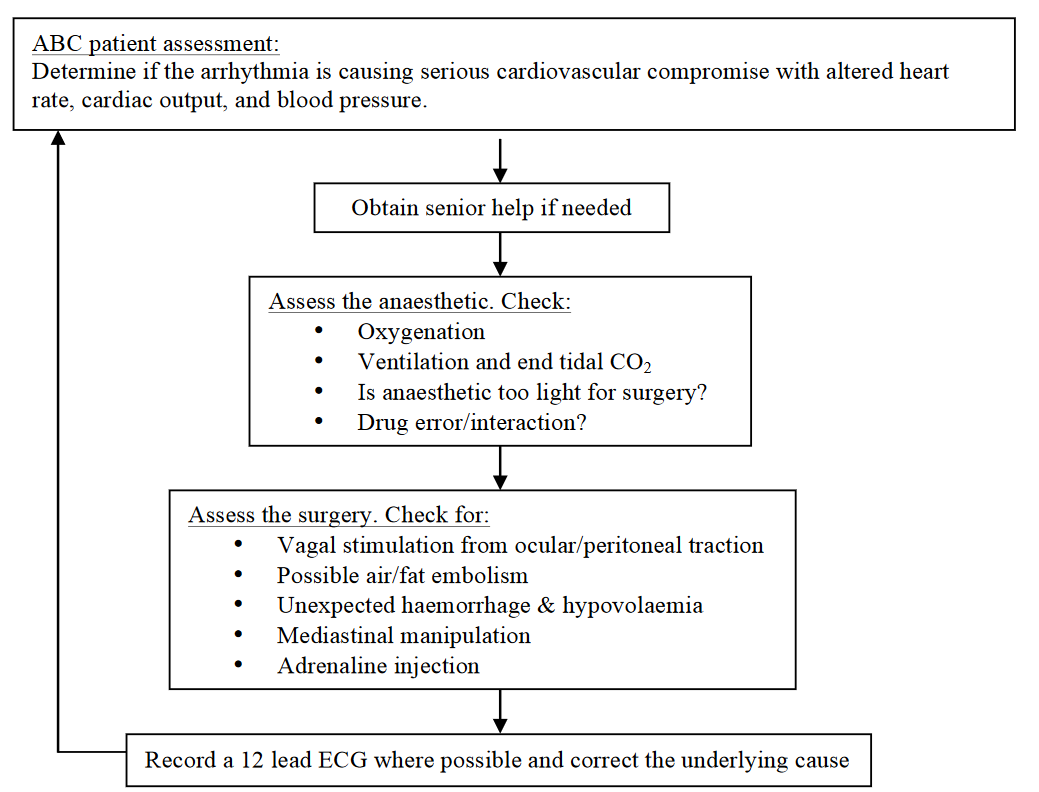 ABC patient assessment:
Determine if the arrhythmia is causing serious cardiovascular compromise with altered heart
rate, cardiac output, and blood pressure.
Obtain senior help if needed
Assess the anaesthetic. Check:
• Oxygenation
• Ventilation and end tidal CO₂
• Is anaesthetic too light for surgery?
• Drug error/interaction?
Assess the surgery. Check for:
• Vagal stimulation from ocular/peritoneal traction
• Possible air/fat embolism
• Unexpected haemorrhage & hypovolaemia
• Mediastinal manipulation
• Adrenaline injection
Record a 12 lead ECG where possible and correct the underlying cause